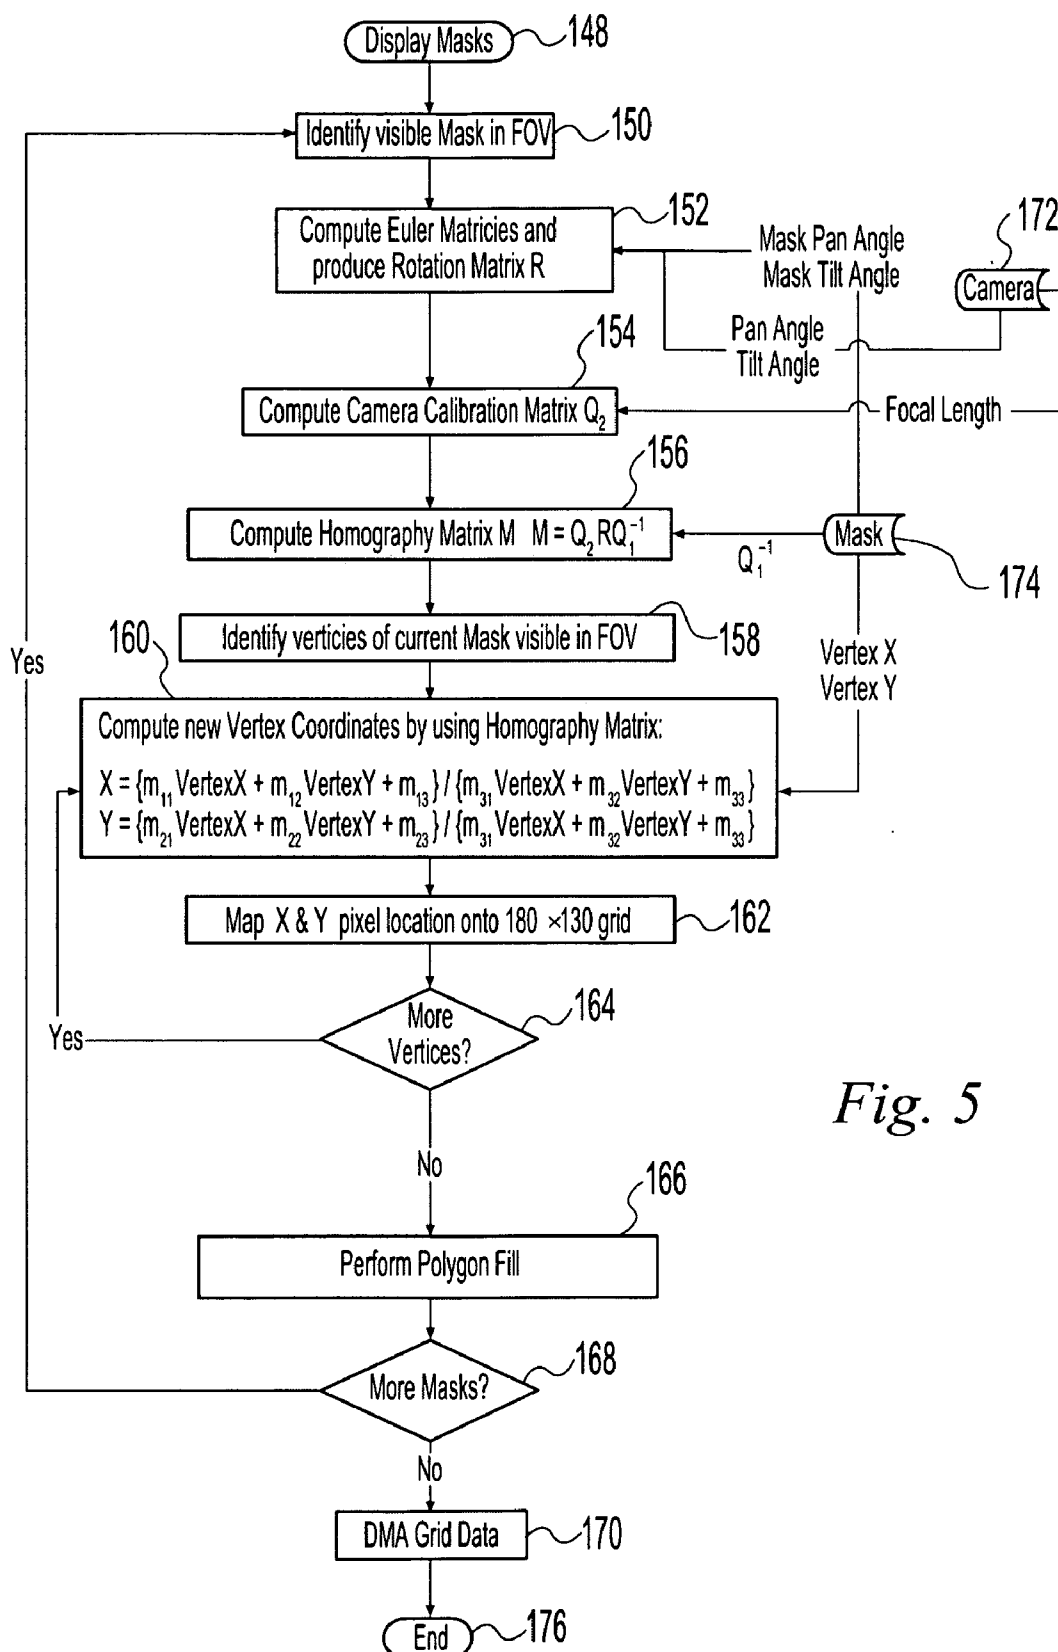 Display Masks
148
Identify visible Mask in FOV
150
Compute Euler Matricies and
produce Rotation Matrix R
152
Mask Pan Angle
Mask Tilt Angle
172
Camera
Pan Angle
Tilt Angle
154
Compute Camera Calibration Matrix Q₂
Focal Length
156
Compute Homography Matrix M M = Q₂ RQ₁⁻¹
Q₁⁻¹
Mask
174
Identify verticies of current Mask visible in FOV
158
160
Yes
Vertex X
Vertex Y
Compute new Vertex Coordinates by using Homography Matrix:
X = {m₁₁ VertexX + m₁₂ VertexY + m₁₃} / {m₃₁ VertexX + m₃₂ VertexY + m₃₃}
Y = {m₂₁ VertexX + m₂₂ VertexY + m₂₃} / {m₃₁ VertexX + m₃₂ VertexY + m₃₃}
Map X & Y pixel location onto 180 ×130 grid
162
More
Vertices?
164
Yes
Fig. 5
No
166
Perform Polygon Fill
More Masks?
168
No
DMA Grid Data
170
End
176